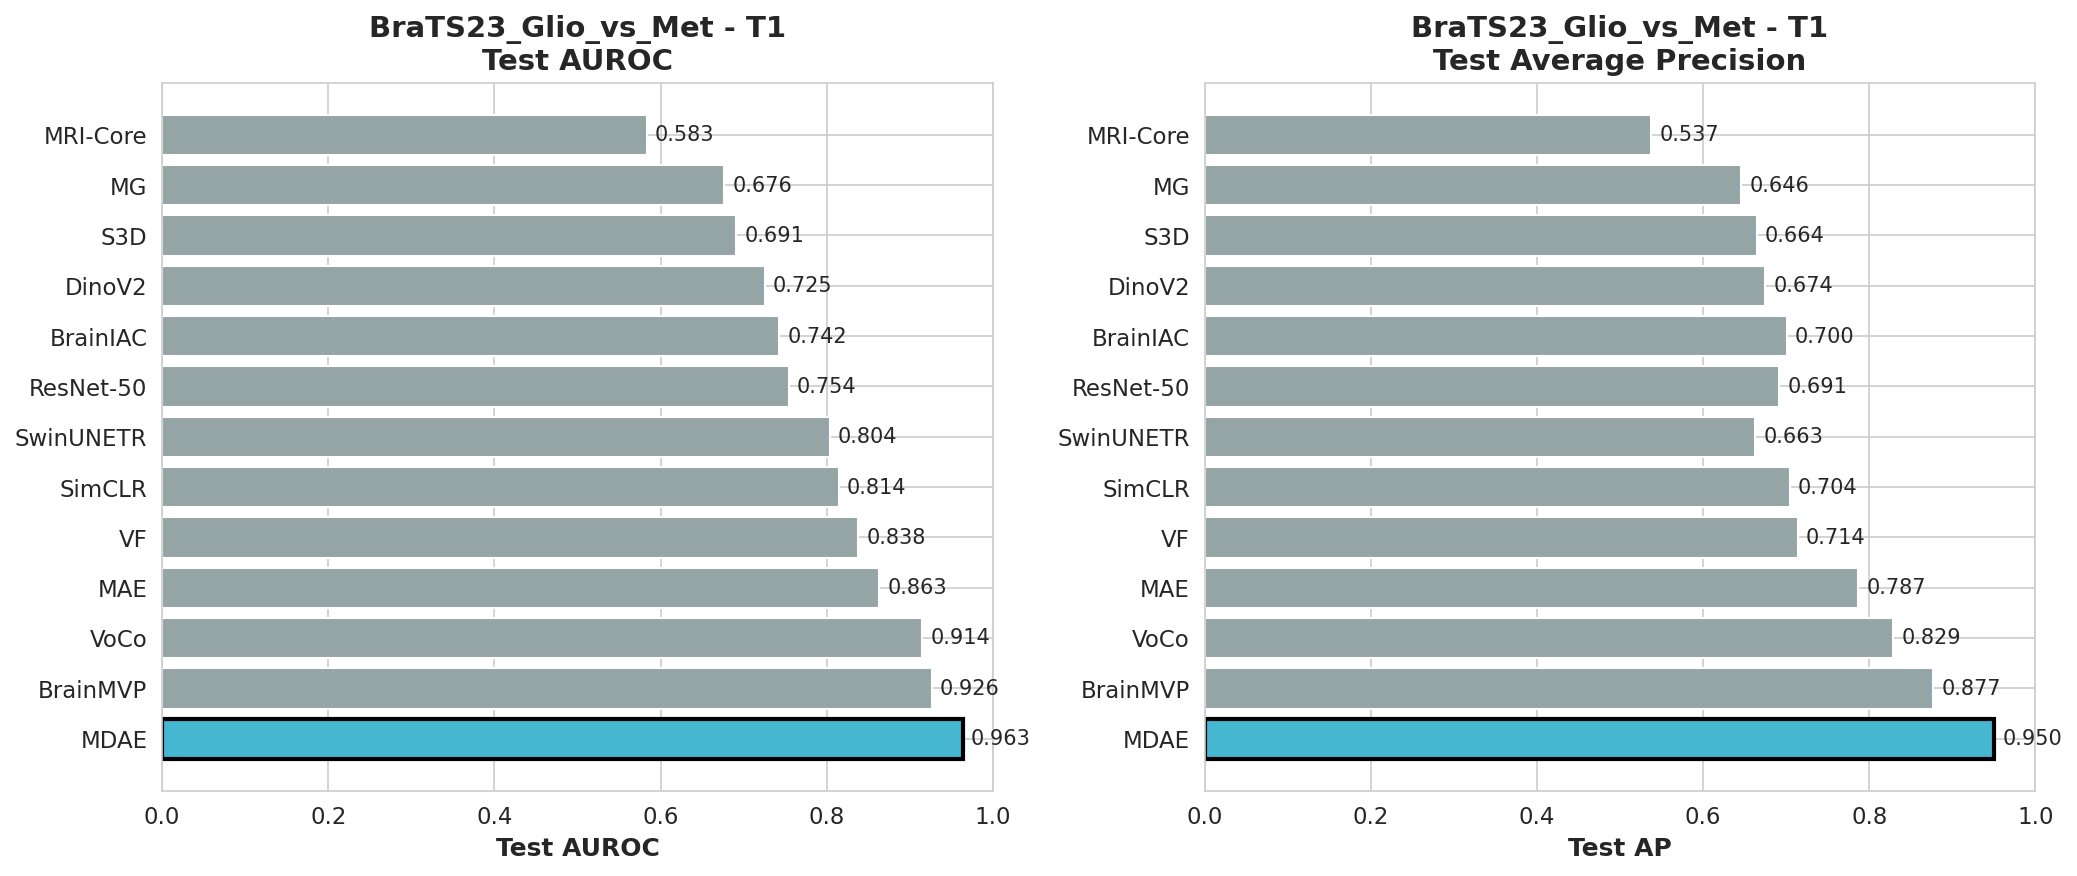 BraTS23_Glio_vs_Met - T1
Test AUROC
MRI-Core 0.583
MG 0.676
S3D 0.691
DinoV2 0.725
BrainIAC 0.742
ResNet-50 0.754
SwinUNETR 0.804
SimCLR 0.814
VF 0.838
MAE 0.863
VoCo 0.914
BrainMVP 0.926
MDAE 0.963
0.0 0.2 0.4 0.6 0.8 1.0
Test AUROC
BraTS23_Glio_vs_Met - T1
Test Average Precision
MRI-Core 0.537
MG 0.646
S3D 0.664
DinoV2 0.674
BrainIAC 0.700
ResNet-50 0.691
SwinUNETR 0.663
SimCLR 0.704
VF 0.714
MAE 0.787
VoCo 0.829
BrainMVP 0.877
MDAE 0.950
0.0 0.2 0.4 0.6 0.8 1.0
Test AP